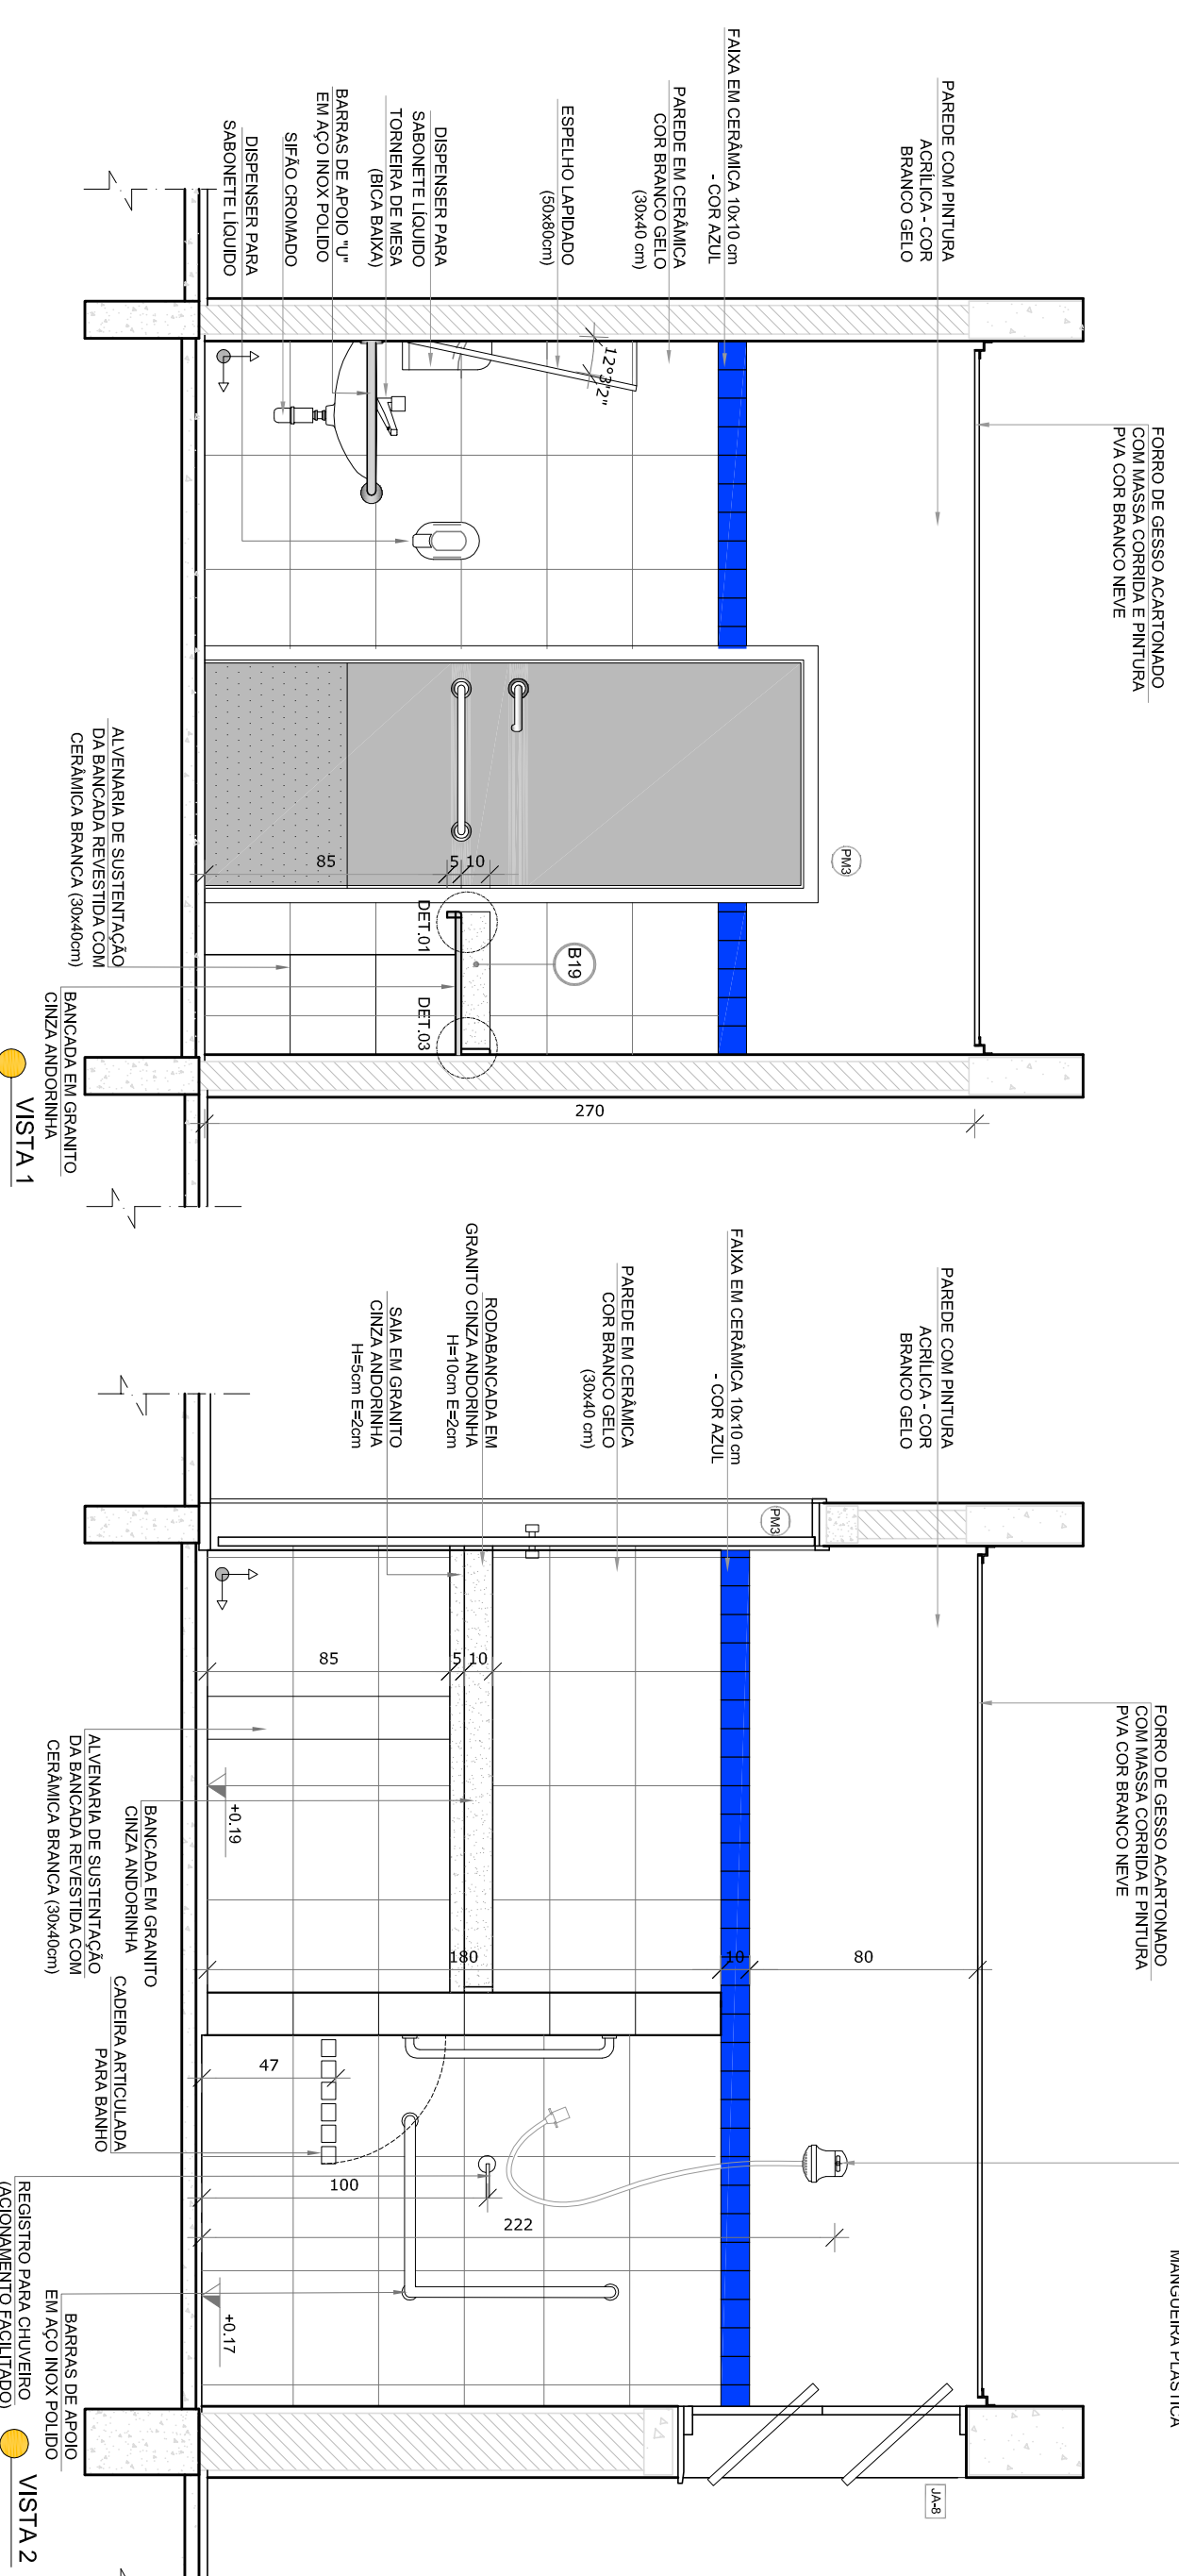 FORRO DE GESSO ACARTONADO
COM MASSA CORRIDA E PINTURA
PVA COR BRANCO NEVE
PAREDE COM PINTURA
ACRÍLICA - COR
BRANCO GELO
FAIXA EM CERÂMICA 10x10 cm
- COR AZUL
PAREDE EM CERÂMICA
COR BRANCO GELO
(30x40 cm)
ESPELHO LAPIDADO
(50x80cm)
DISPENSER PARA
SABONETE LÍQUIDO
TORNEIRA DE MESA
(BICA BAIXA)
BARRAS DE APOIO "U"
EM AÇO INOX POLIDO
SIFÃO CROMADO
DISPENSER PARA
SABONETE LÍQUIDO
12°3'2"
PM3
85
5
10
B19
DET.01
DET.03
270
ALVENARIA DE SUSTENTAÇÃO
DA BANCADA REVESTIDA COM
CERÂMICA BRANCA (30x40cm)
BANCADA EM GRANITO
CINZA ANDORINHA
VISTA 1
MANGUEIRA PLÁSTICA
FORRO DE GESSO ACARTONADO
COM MASSA CORRIDA E PINTURA
PVA COR BRANCO NEVE
PAREDE COM PINTURA
ACRÍLICA - COR
BRANCO GELO
FAIXA EM CERÂMICA 10x10 cm
- COR AZUL
PAREDE EM CERÂMICA
COR BRANCO GELO
(30x40 cm)
RODABANCADA EM
GRANITO CINZA ANDORINHA
H=10cm E=2cm
SAIA EM GRANITO
CINZA ANDORINHA
H=5cm E=2cm
PM3
85
5
10
180
10
80
47
100
222
+0.19
+0.17
JA-8
ALVENARIA DE SUSTENTAÇÃO
DA BANCADA REVESTIDA COM
CERÂMICA BRANCA (30x40cm)
BANCADA EM GRANITO
CINZA ANDORINHA
CADEIRA ARTICULADA
PARA BANHO
REGISTRO PARA CHUVEIRO
(ACIONAMENTO FACILITADO)
BARRAS DE APOIO
EM AÇO INOX POLIDO
VISTA 2